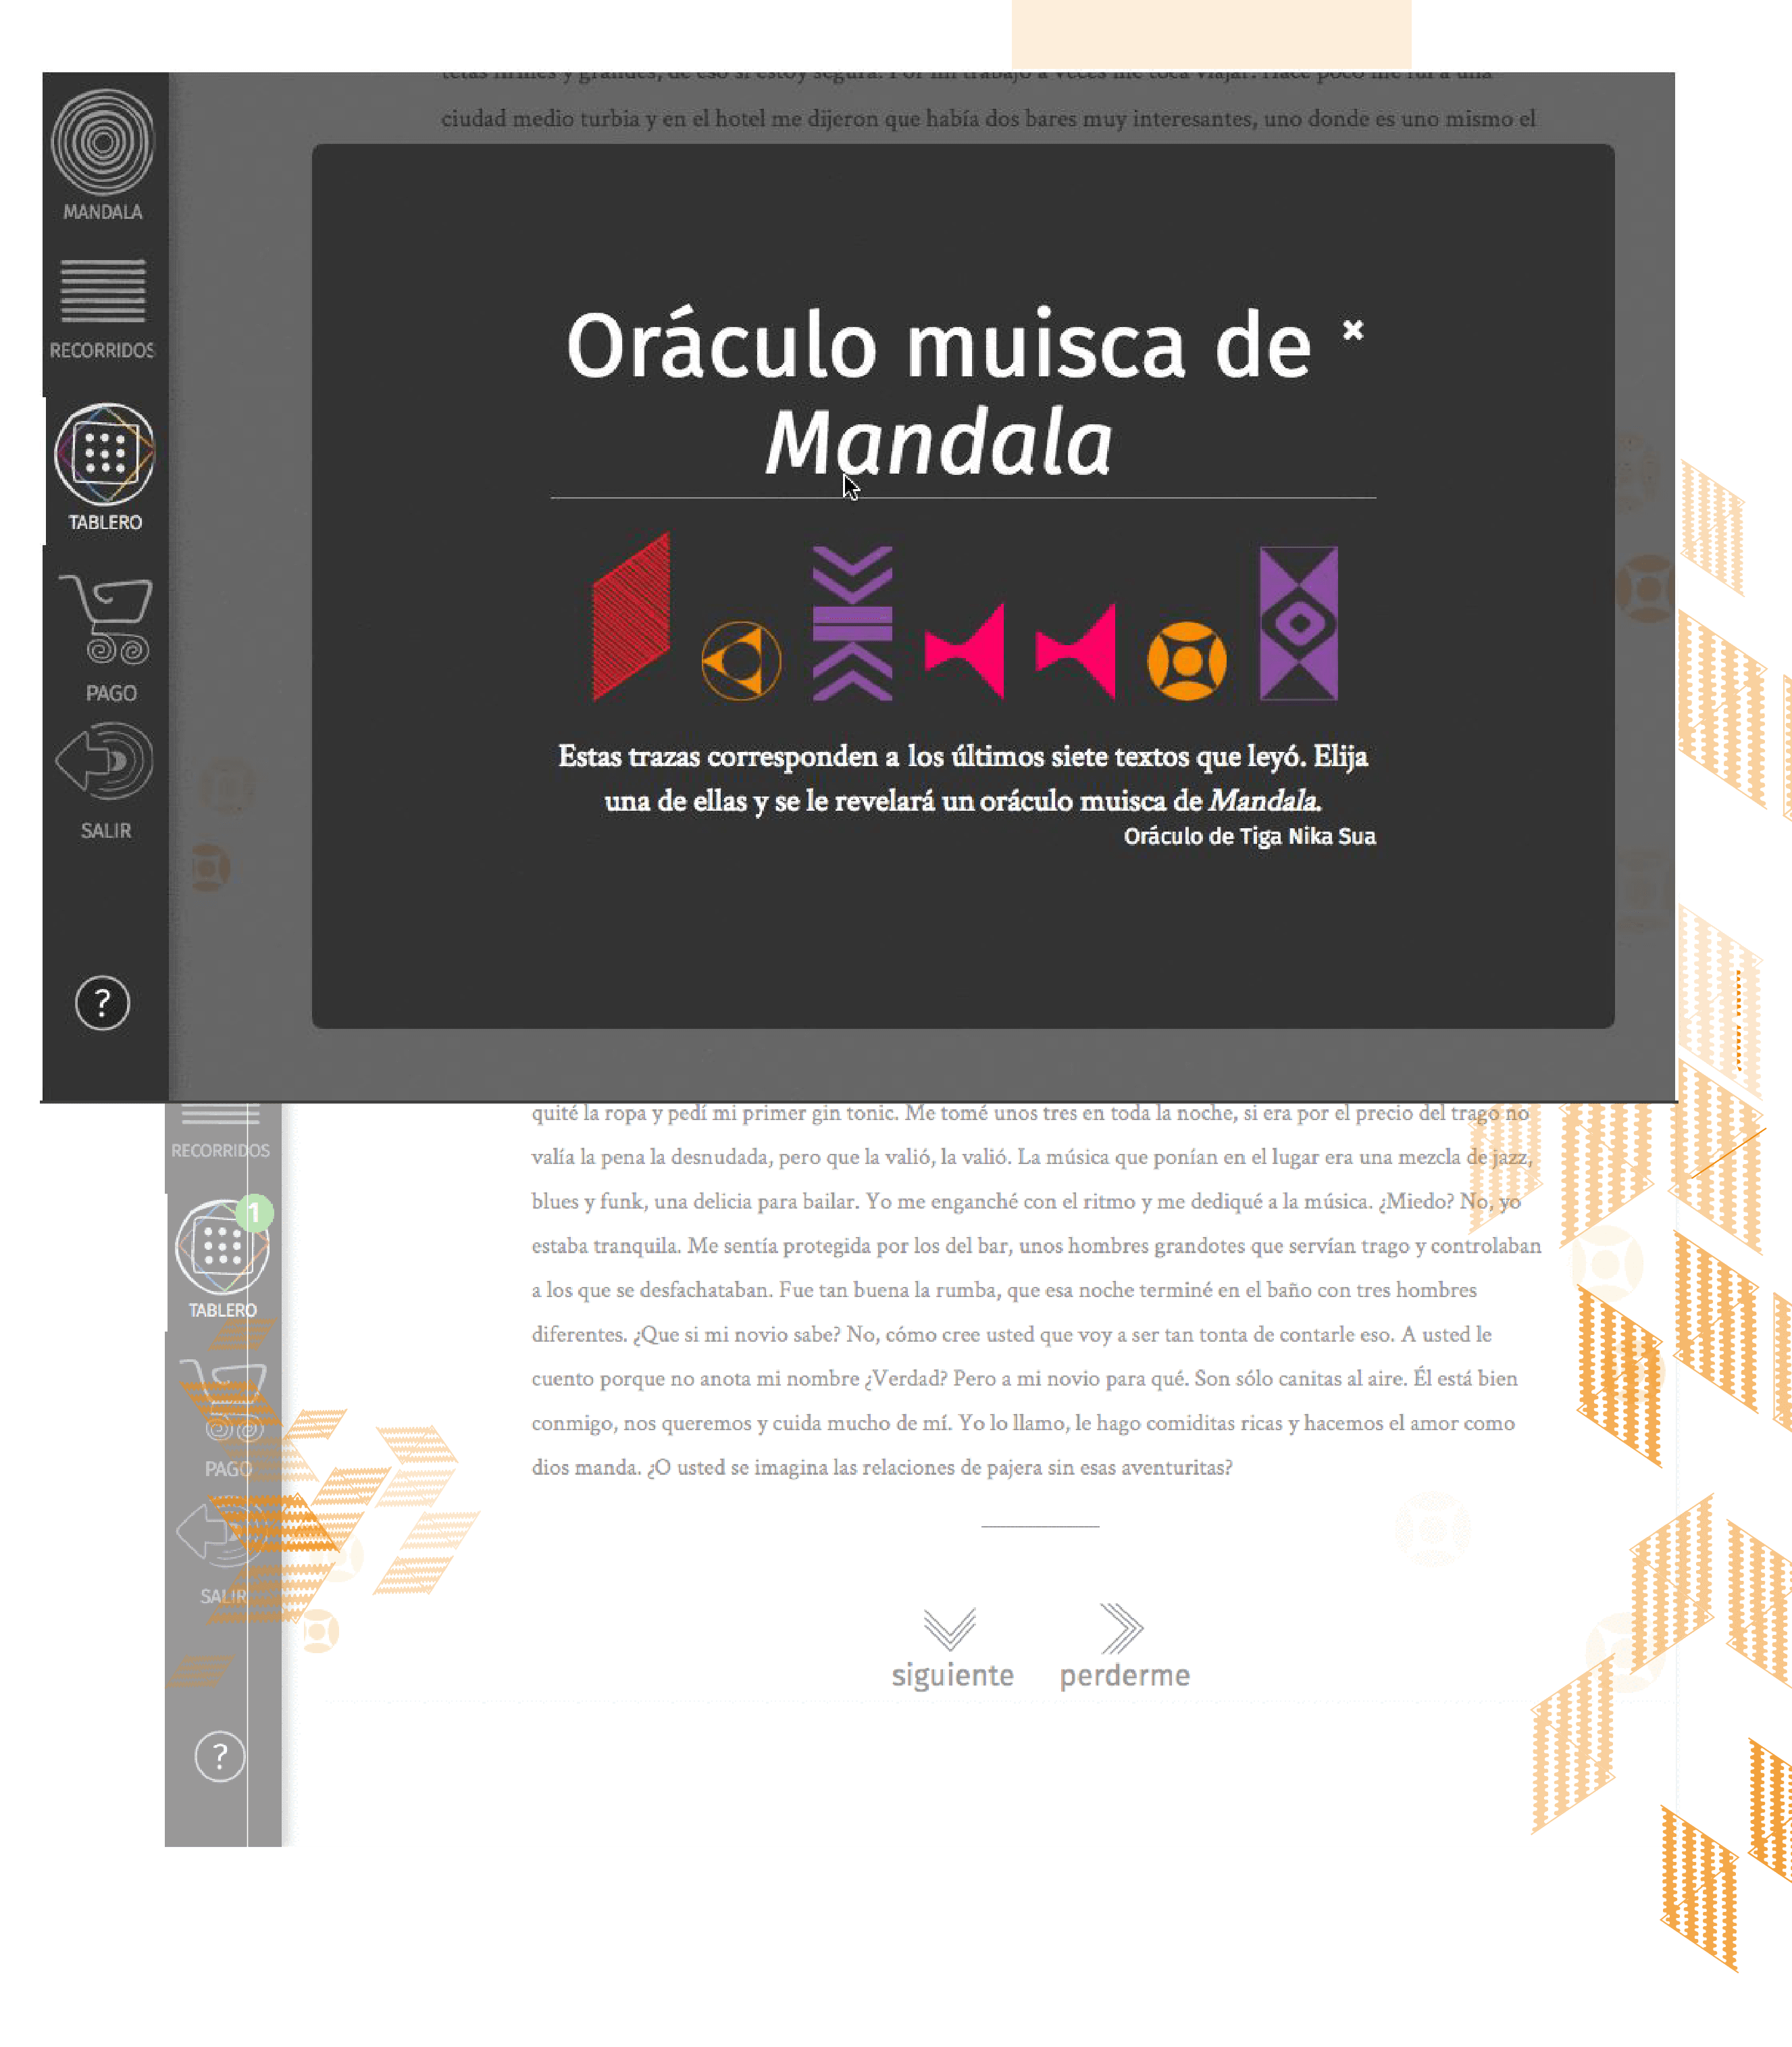 tetas firmes y grandes, de eso sí estoy segura. Por mi trabajo a veces me toca viajar. Hace poco me fui a una
ciudad medio turbia y en el hotel me dijeron que había dos bares muy interesantes, uno donde es uno mismo el
MANDALA
RECORRIDOS
TABLERO
PAGO
SALIR
?
Oráculo muisca de
Mandala
Estas trazas corresponden a los últimos siete textos que leyó. Elija
una de ellas y se le revelará un oráculo muisca de Mandala.
Oráculo de Tiga Nika Sua
RECORRIDOS
1
TABLERO
PAGO
SALIR
?
quité la ropa y pedí mi primer gin tonic. Me tomé unos tres en toda la noche, si era por el precio del trago no
valía la pena la desnudada, pero que la valió, la valió. La música que ponían en el lugar era una mezcla de jazz,
blues y funk, una delicia para bailar. Yo me enganché con el ritmo y me dediqué a la música. ¿Miedo? No, yo
estaba tranquila. Me sentía protegida por los del bar, unos hombres grandotes que servían trago y controlaban
a los que se desfachataban. Fue tan buena la rumba, que esa noche terminé en el baño con tres hombres
diferentes. ¿Que si mi novio sabe? No, cómo cree usted que voy a ser tan tonta de contarle eso. A usted le
cuento porque no anota mi nombre ¿Verdad? Pero a mi novio para qué. Son sólo canitas al aire. Él está bien
conmigo, nos queremos y cuida mucho de mí. Yo lo llamo, le hago comiditas ricas y hacemos el amor como
dios manda. ¿O usted se imagina las relaciones de pajera sin esas aventuritas?
siguiente
perderme